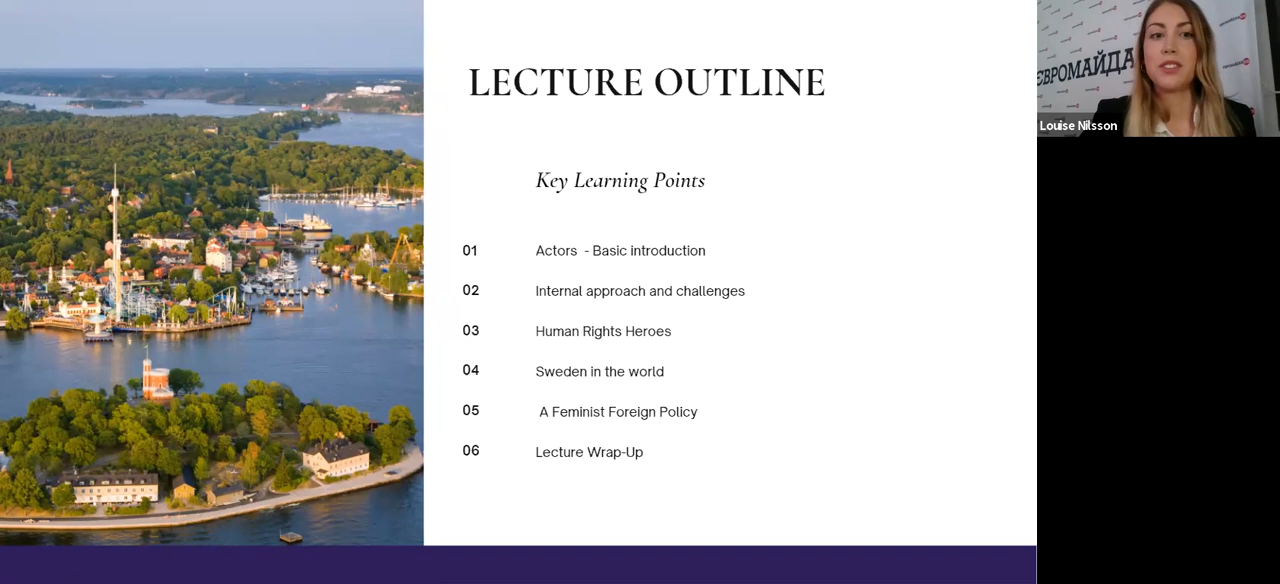 LECTURE OUTLINE
Key Learning Points
01 Actors - Basic introduction
02 Internal approach and challenges
03 Human Rights Heroes
04 Sweden in the world
05 A Feminist Foreign Policy
06 Lecture Wrap-Up
ЄВРОМАЙДА
Louise Nilsson